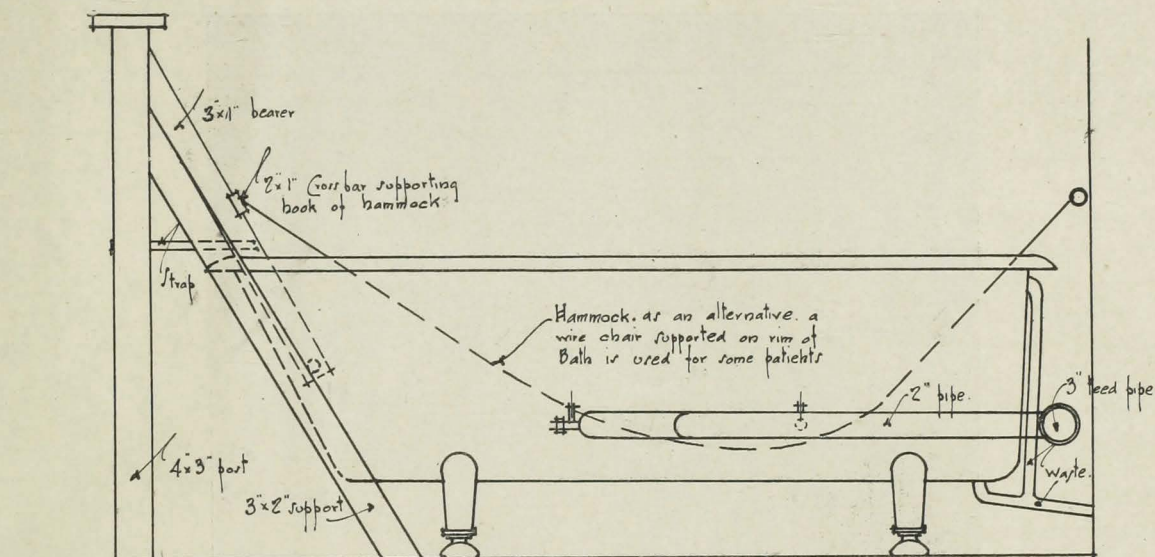 3"x1" bearer
2"x1" Cross bar supporting
hook of hammock
Strap
Hammock. as an alternative a
wire chair supported on rim of
Bath is used for some patients
3" feed pipe
2" pipe.
4"x3" post
3"x2" support
waste.